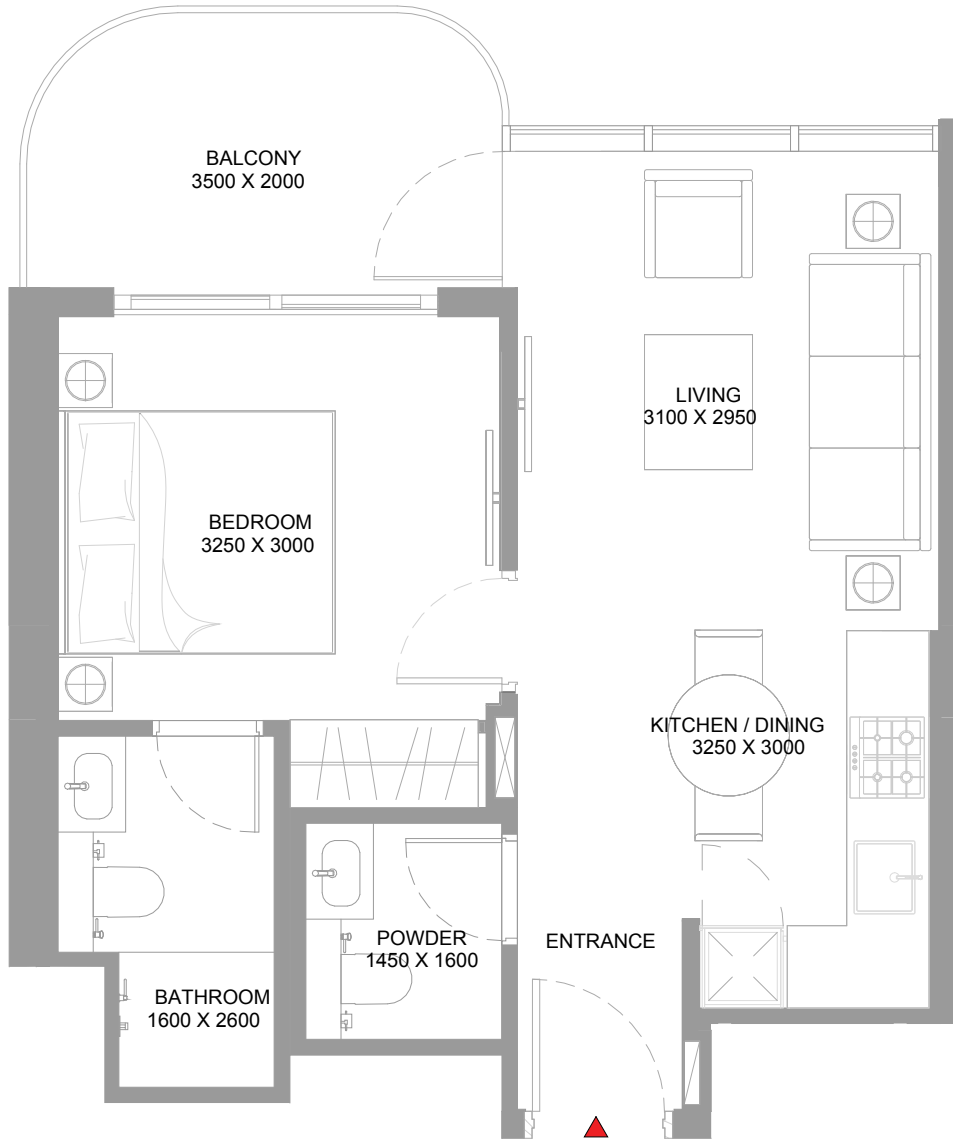 BALCONY
3500 X 2000
LIVING
3100 X 2950
BEDROOM
3250 X 3000
KITCHEN / DINING
3250 X 3000
POWDER
1450 X 1600
ENTRANCE
BATHROOM
1600 X 2600